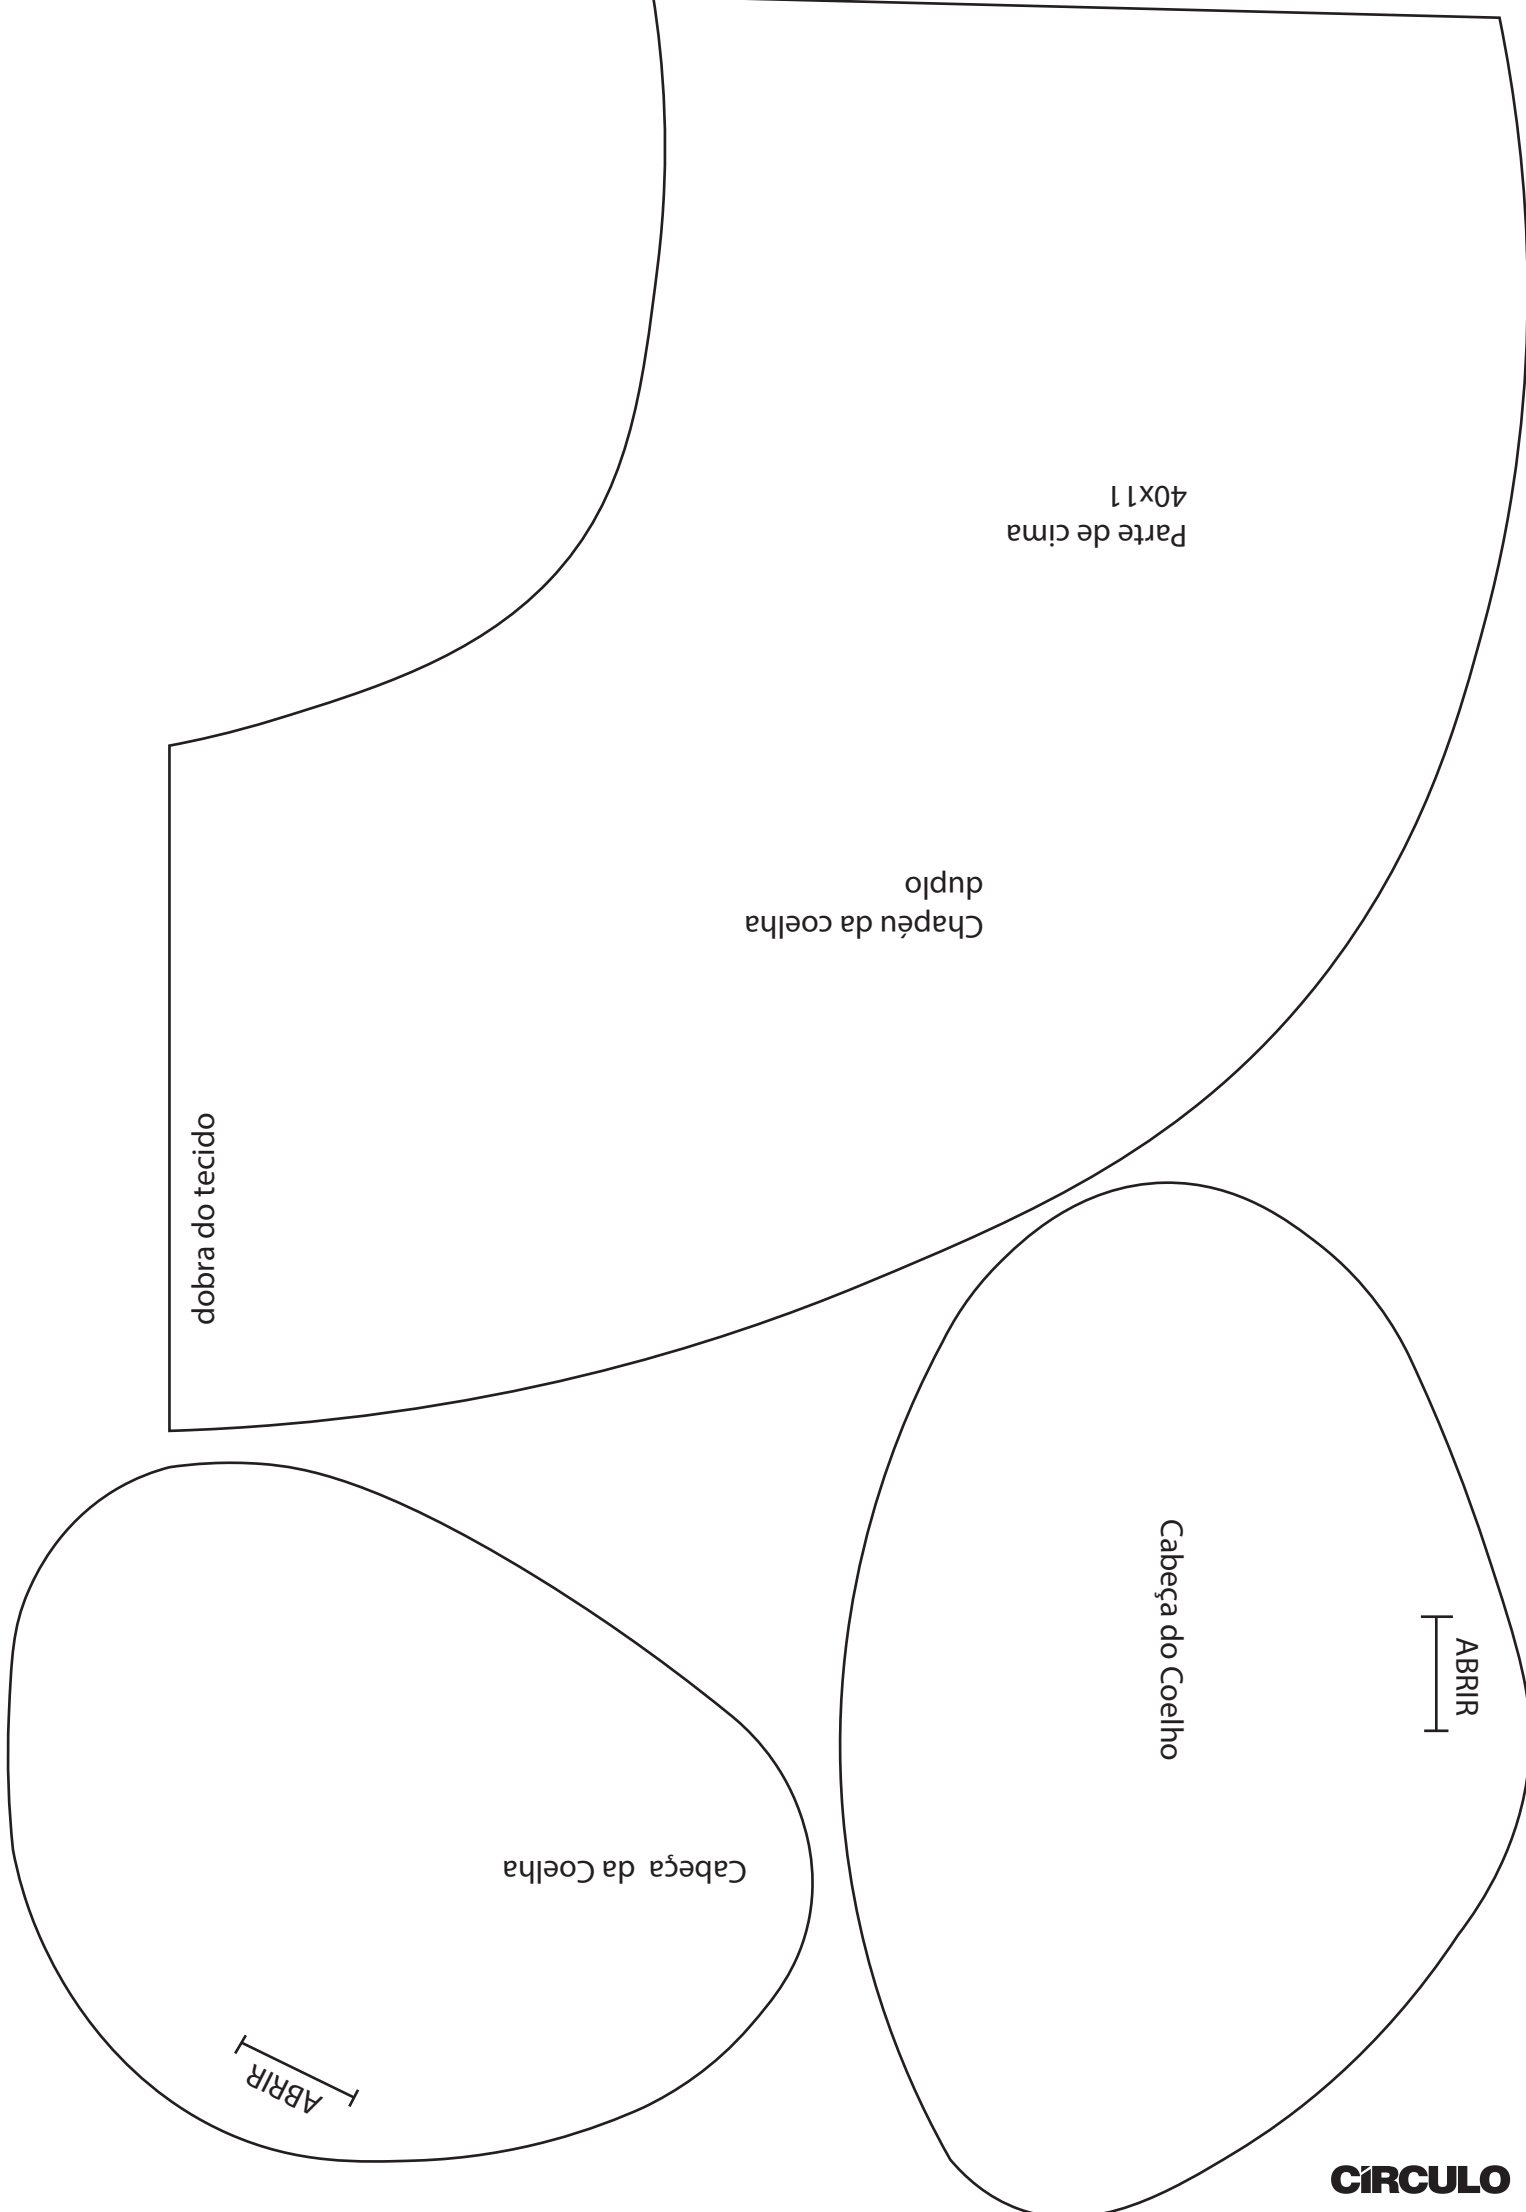 Parte de cima
40x11
Chapéu da coelha
duplo
dobra do tecido
Cabeça do Coelho
ABRIR
Cabeça da Coelha
ABRIR
CÍRCULO